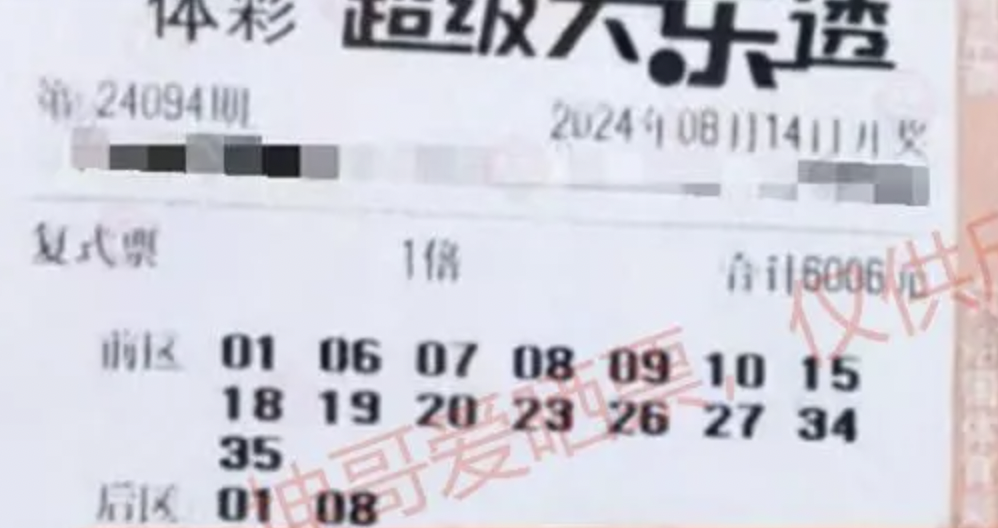 体彩 超级大乐透
第 24094期 2024年08月14日开奖
复式票 1倍 合计6006元
前区 01 06 07 08 09 10 15
18 19 20 23 26 27 34
35
后区 01 08
坤哥爱晒票，仅供